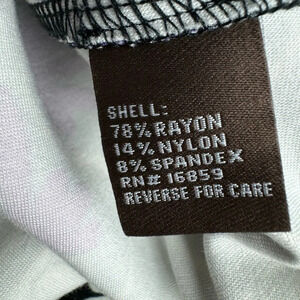 SHELL:
78% RAYON
14% NYLON
8% SPANDEX
RN# 16859
REVERSE FOR CARE